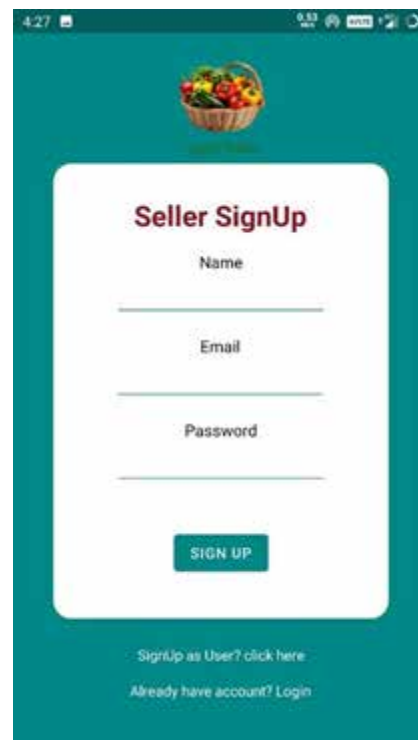 4:27
Seller SignUp
Name
Email
Password
SIGN UP
SignUp as User? click here
Already have account? Login